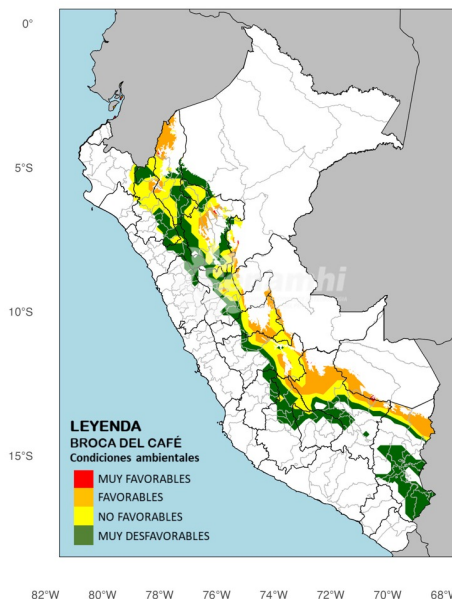 0°
5°S
10°S
15°S
senamhi
LEYENDA
BROCA DEL CAFÉ
Condiciones ambientales
MUY FAVORABLES
FAVORABLES
NO FAVORABLES
MUY DESFAVORABLES
82°W 80°W 78°W 76°W 74°W 72°W 70°W 68°W